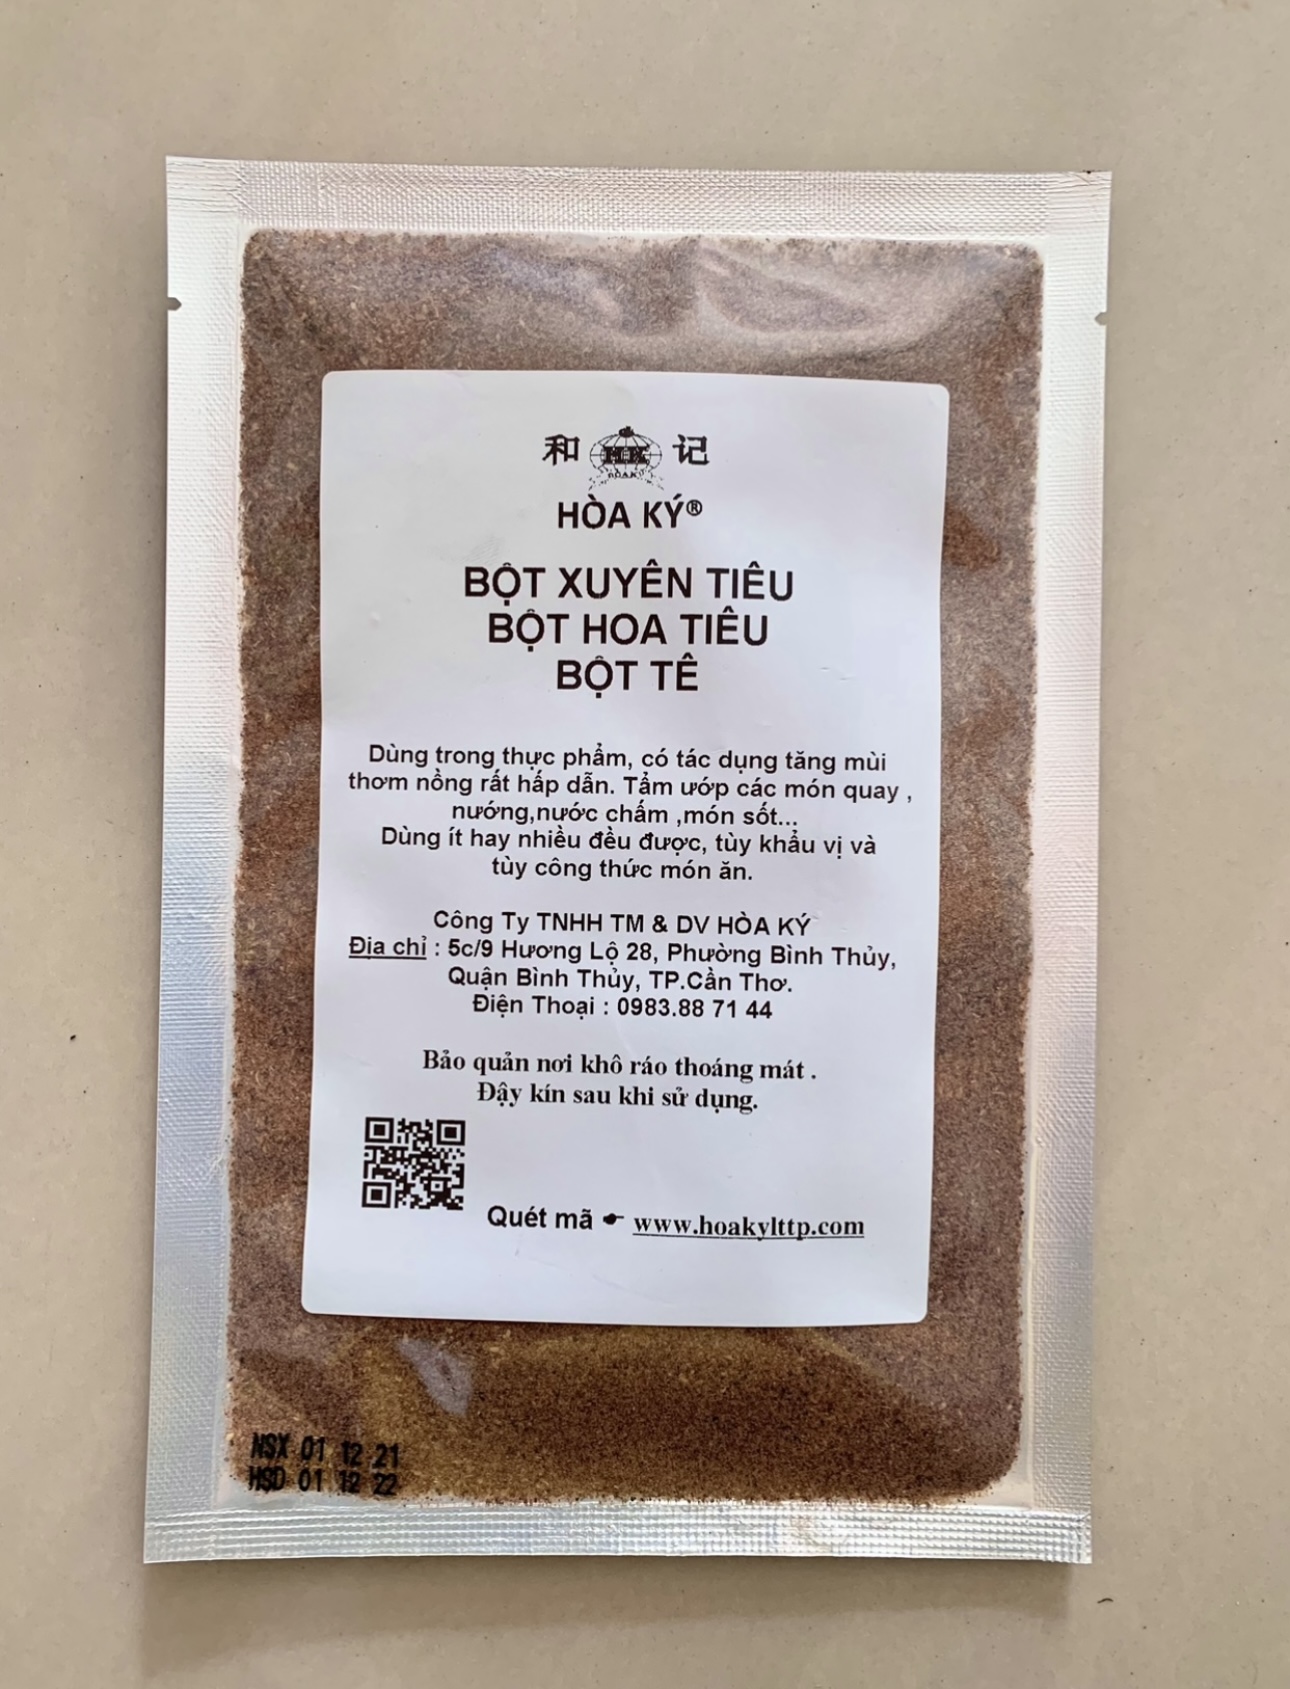 和 HK 记
HOAKY
HÒA KÝ®
BỘT XUYÊN TIÊU
BỘT HOA TIÊU
BỘT TÊ
Dùng trong thực phẩm, có tác dụng tăng mùi
thơm nồng rất hấp dẫn. Tẩm ướp các món quay ,
nướng,nước chấm ,món sốt...
Dùng ít hay nhiều đều được, tùy khẩu vị và
tùy công thức món ăn.
Công Ty TNHH TM & DV HÒA KÝ
Địa chỉ : 5c/9 Hương Lộ 28, Phường Bình Thủy,
Quận Bình Thủy, TP.Cần Thơ.
Điện Thoại : 0983.88 71 44
Bảo quản nơi khô ráo thoáng mát .
Đậy kín sau khi sử dụng.
Quét mã ☛ www.hoakylttp.com
NSX 01 12 21
HSD 01 12 22